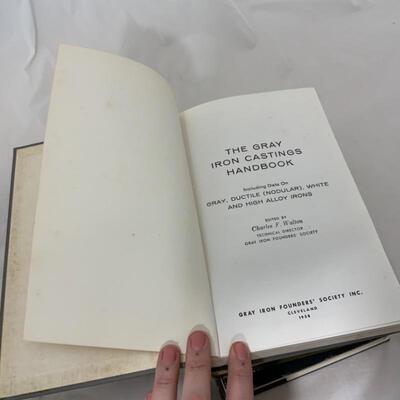 THE GRAY
IRON CASTINGS
HANDBOOK
Including Data On
GRAY, DUCTILE (NODULAR), WHITE
AND HIGH ALLOY IRONS
EDITED BY
Charles F. Walton
TECHNICAL DIRECTOR
GRAY IRON FOUNDERS' SOCIETY
GRAY IRON FOUNDERS' SOCIETY INC.
CLEVELAND
1958